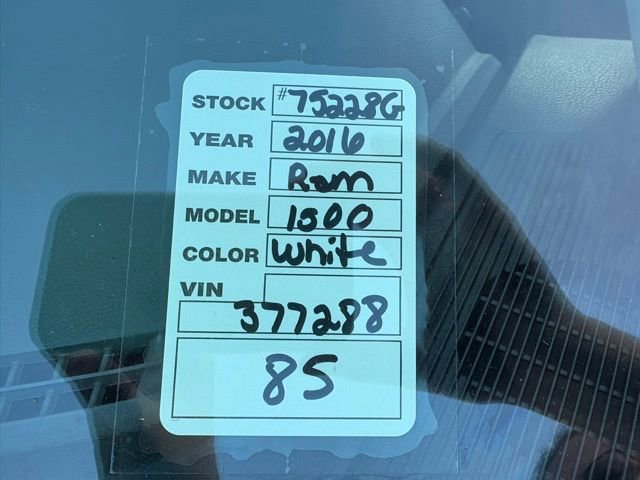 STOCK #75228G
YEAR 2016
MAKE Ram
MODEL 1500
COLOR White
VIN
377288
85